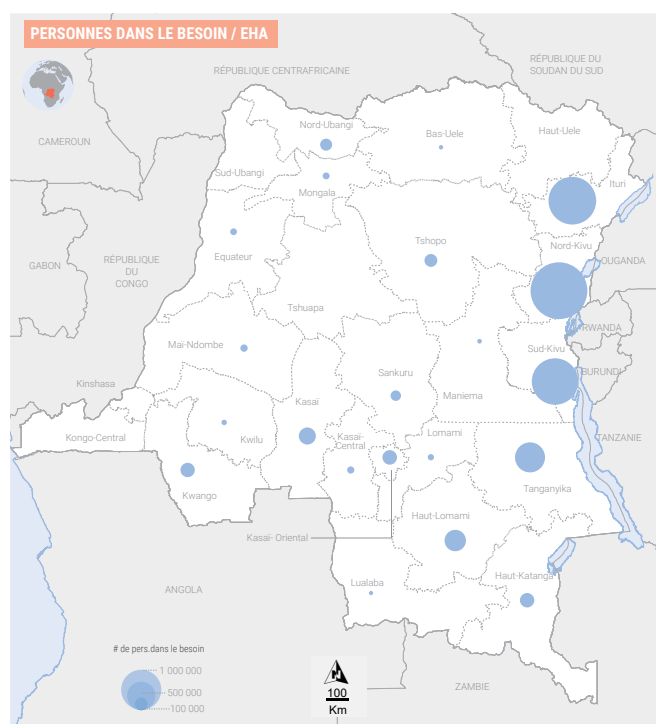 PERSONNES DANS LE BESOIN / EHA
RÉPUBLIQUE CENTRAFRICAINE
RÉPUBLIQUE DU
SOUDAN DU SUD
CAMEROUN
Nord-Ubangi
Bas-Uele
Haut-Uele
Sud-Ubangi
Mongala
Ituri
Equateur
Tshopo
Nord-Kivu
GABON
RÉPUBLIQUE
DU
CONGO
OUGANDA
Tshuapa
RWANDA
Maï-Ndombe
Sud-Kivu
Sankuru
BURUNDI
Kinshasa
Kasaï
Maniema
Kongo-Central
Kwilu
Kasaï-
Central
Lomami
TANZANIE
Kwango
Tanganyika
Haut-Lomami
Kasaï- Oriental
Lualaba
Haut-Katanga
ANGOLA
# de pers.dans le besoin
1 000 000
500 000
100 000
100
Km
ZAMBIE